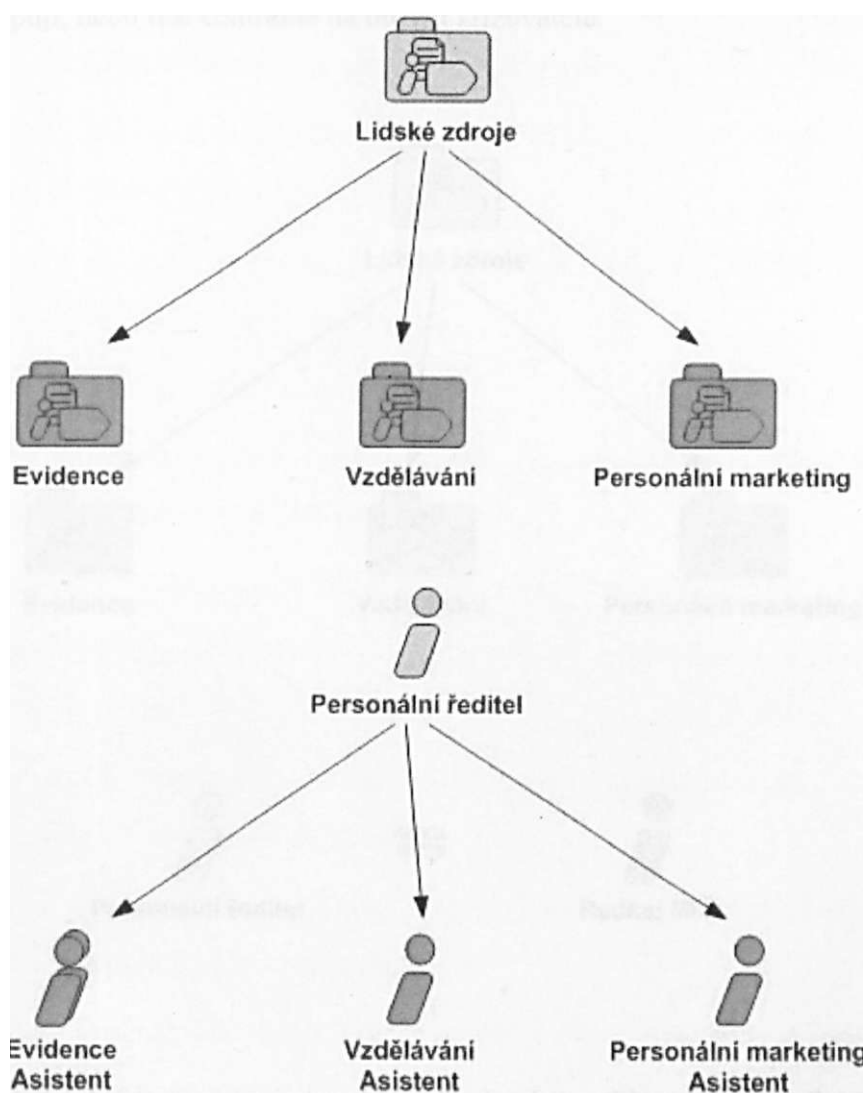 Lidské zdroje
Evidence
Vzdělávání
Personální marketing
Personální ředitel
Evidence
Asistent
Vzdělávání
Asistent
Personální marketing
Asistent